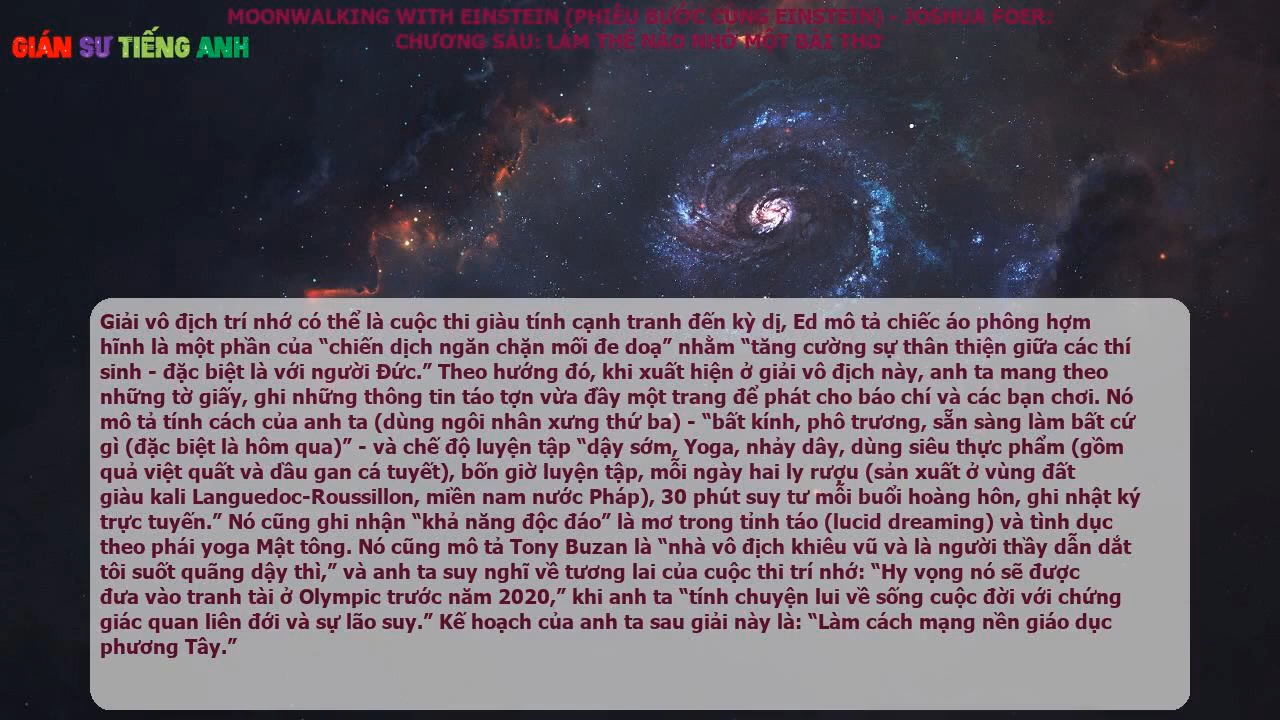 MOONWALKING WITH EINSTEIN (PHIÊU BƯỚC CÙNG EINSTEIN) - JOSHUA FOER:
CHƯƠNG SÁU: LÀM THẾ NÀO NHỚ MỘT BÀI THƠ
GIÁN SỨ TIẾNG ANH
Giải vô địch trí nhớ có thể là cuộc thi giàu tính cạnh tranh đến kỳ dị, Ed mô tả chiếc áo phông hợm
hĩnh là một phần của “chiến dịch ngăn chặn mối đe doạ” nhằm “tăng cường sự thân thiện giữa các thí
sinh - đặc biệt là với người Đức.” Theo hướng đó, khi xuất hiện ở giải vô địch này, anh ta mang theo
những tờ giấy, ghi những thông tin táo tợn vừa đầy một trang để phát cho báo chí và các bạn chơi. Nó
mô tả tính cách của anh ta (dùng ngôi nhân xưng thứ ba) - “bất kính, phô trương, sẵn sàng làm bất cứ
gì (đặc biệt là hôm qua)” - và chế độ luyện tập “dậy sớm, Yoga, nhảy dây, dùng siêu thực phẩm (gồm
quả việt quất và dầu gan cá tuyết), bốn giờ luyện tập, mỗi ngày hai ly rượu (sản xuất ở vùng đất
giàu kali Languedoc-Roussillon, miền nam nước Pháp), 30 phút suy tư mỗi buổi hoàng hôn, ghi nhật ký
trực tuyến.” Nó cũng ghi nhận “khả năng độc đáo” là mơ trong tỉnh táo (lucid dreaming) và tình dục
theo phái yoga Mật tông. Nó cũng mô tả Tony Buzan là “nhà vô địch khiêu vũ và là người thầy dẫn dắt
tôi suốt quãng dậy thì,” và anh ta suy nghĩ về tương lai của cuộc thi trí nhớ: “Hy vọng nó sẽ được
đưa vào tranh tài ở Olympic trước năm 2020,” khi anh ta “tính chuyện lui về sống cuộc đời với chứng
giác quan liên đới và sự lão suy.” Kế hoạch của anh ta sau giải này là: “Làm cách mạng nền giáo dục
phương Tây.”